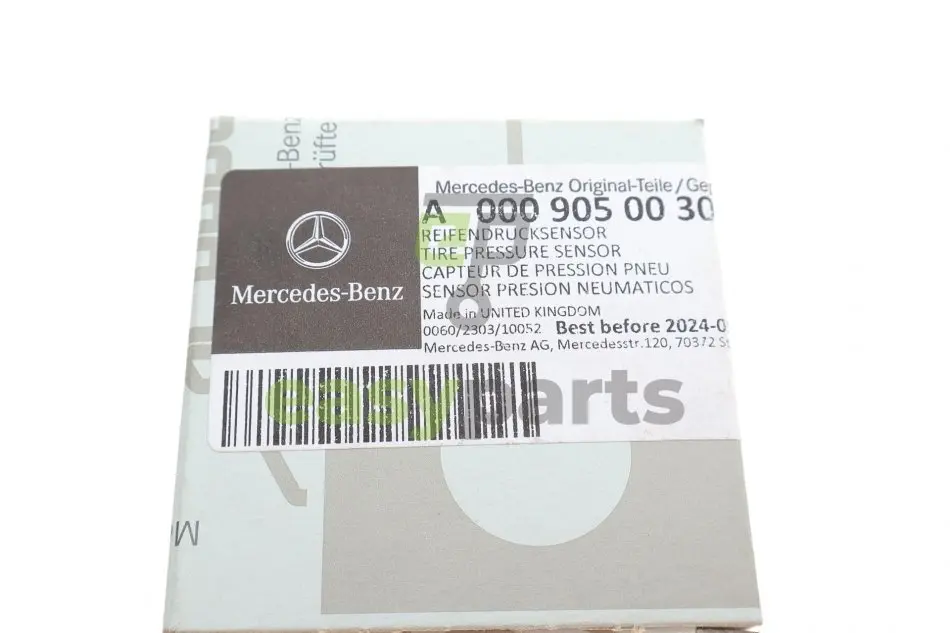 -Benz
rüfte
Mercedes-Benz Original-Teile/Ge
A 000 905 00 30
REIFENDRUCKSENSOR
TIRE PRESSURE SENSOR
CAPTEUR DE PRESSION PNEU
SENSOR PRESION NEUMATICOS
Mercedes-Benz
Made in UNITED KINGDOM
0060/2303/10052 Best before 2024-0
Mercedes-Benz AG, Mercedesstr.120, 70372 S
easyparts